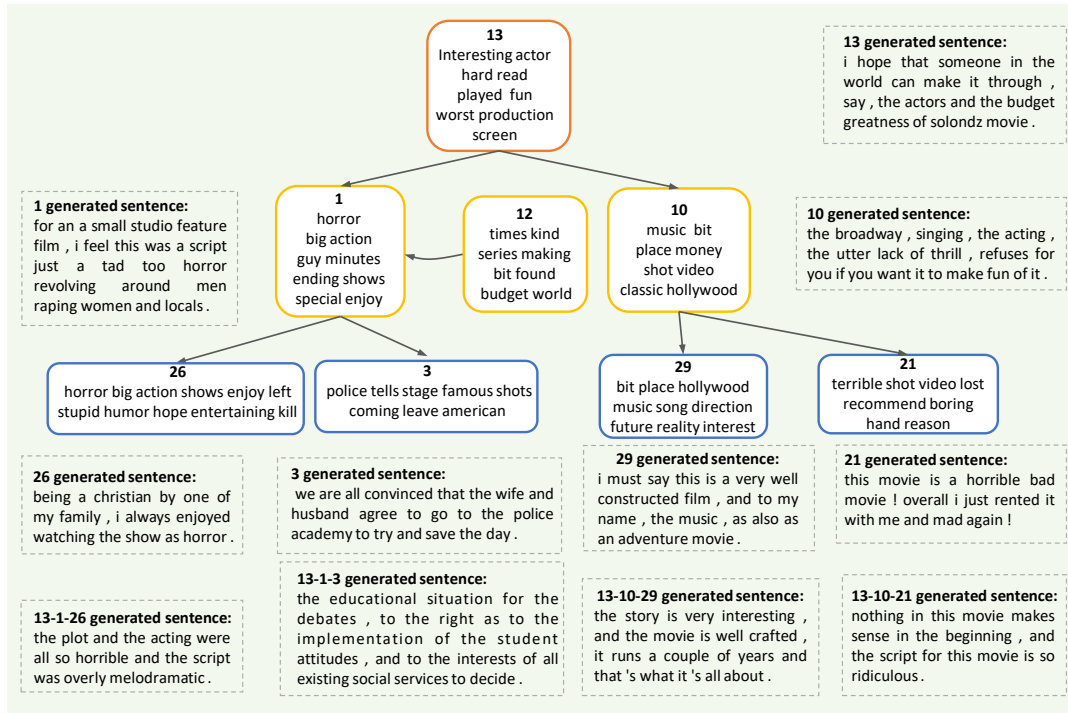 13
Interesting actor
hard read
played fun
worst production
screen
13 generated sentence:
i hope that someone in the
world can make it through ,
say , the actors and the budget
greatness of solondz movie .
1 generated sentence:
for an a small studio feature
film , i feel this was a script
just a tad too horror
revolving around men
raping women and locals .
1
horror
big action
guy minutes
ending shows
special enjoy
12
times kind
series making
bit found
budget world
10
music bit
place money
shot video
classic hollywood
10 generated sentence:
the broadway , singing , the acting ,
the utter lack of thrill , refuses for
you if you want it to make fun of it .
26
horror big action shows enjoy left
stupid humor hope entertaining kill
3
police tells stage famous shots
coming leave american
29
bit place hollywood
music song direction
future reality interest
21
terrible shot video lost
recommend boring
hand reason
26 generated sentence:
being a christian by one of
my family , i always enjoyed
watching the show as horror .
3 generated sentence:
we are all convinced that the wife and
husband agree to go to the police
academy to try and save the day .
29 generated sentence:
i must say this is a very well
constructed film , and to my
name , the music , as also as
an adventure movie .
21 generated sentence:
this movie is a horrible bad
movie ! overall i just rented it
with me and mad again !
13-1-26 generated sentence:
the plot and the acting were
all so horrible and the script
was overly melodramatic .
13-1-3 generated sentence:
the educational situation for the
debates , to the right as to the
implementation of the student
attitudes , and to the interests of all
existing social services to decide .
13-10-29 generated sentence:
the story is very interesting ,
and the movie is well crafted ,
it runs a couple of years and
that 's what it 's all about .
13-10-21 generated sentence:
nothing in this movie makes
sense in the beginning , and
the script for this movie is so
ridiculous .